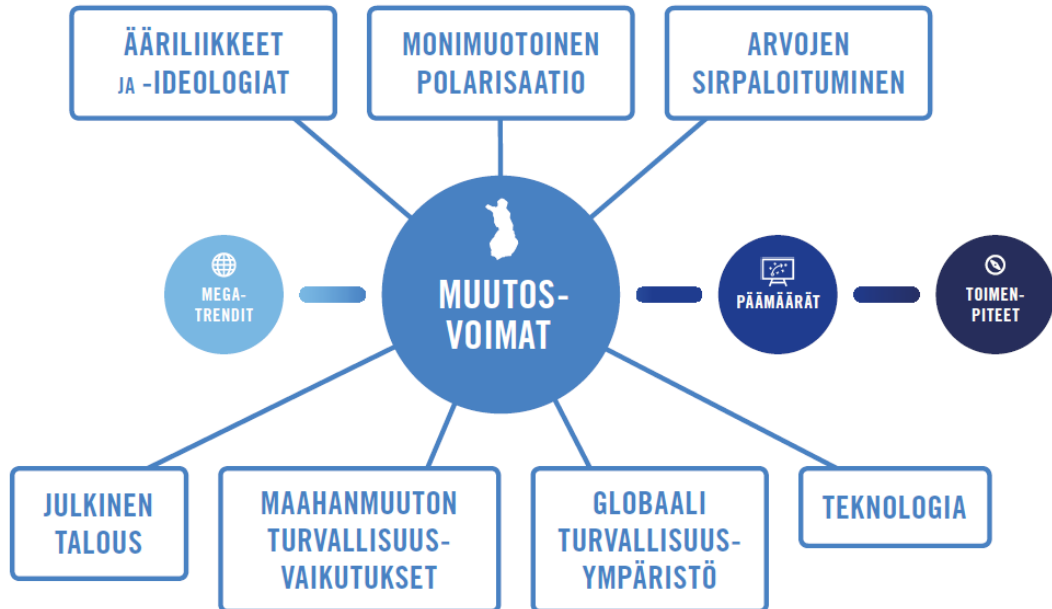 ÄÄRILIIKKEET
JA -IDEOLOGIAT
MONIMUOTOINEN
POLARISAATIO
ARVOJEN
SIRPALOITUMINEN
MEGA-
TRENDIT
MUUTOS-
VOIMAT
PÄÄMÄÄRÄT
TOIMEN-
PITEET
JULKINEN
TALOUS
MAAHANMUUTON
TURVALLISUUS-
VAIKUTUKSET
GLOBAALI
TURVALLISUUS-
YMPÄRISTÖ
TEKNOLOGIA